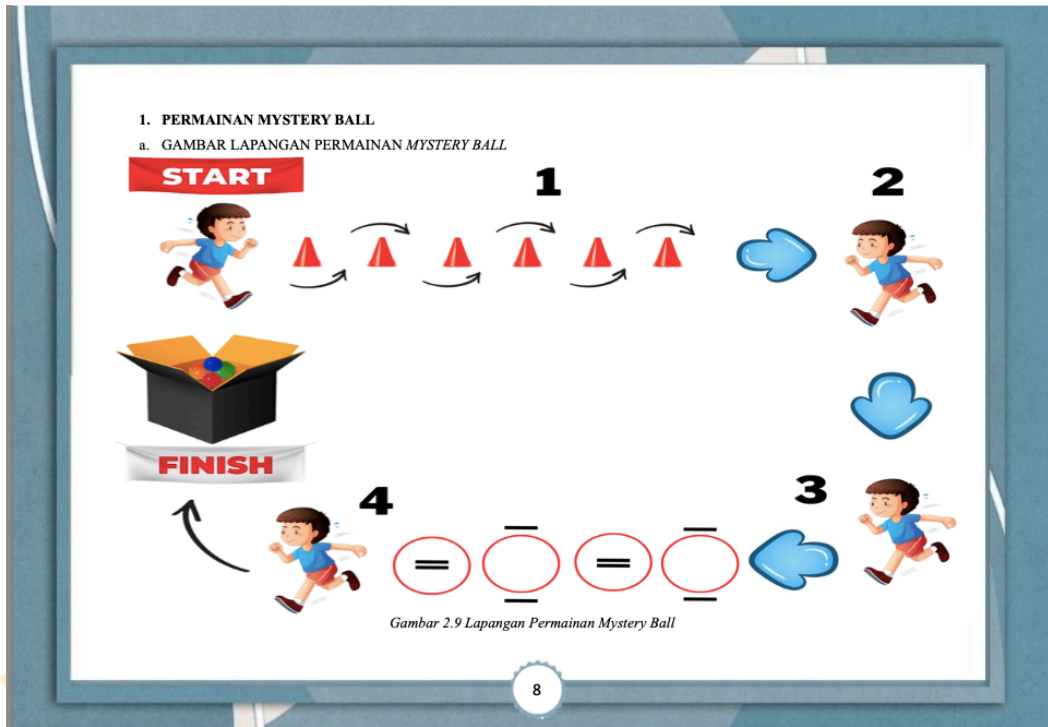 1. PERMAINAN MYSTERY BALL
a. GAMBAR LAPANGAN PERMAINAN MYSTERY BALL
START
1
2
FINISH
4
3
= = 
Gambar 2.9 Lapangan Permainan Mystery Ball
8